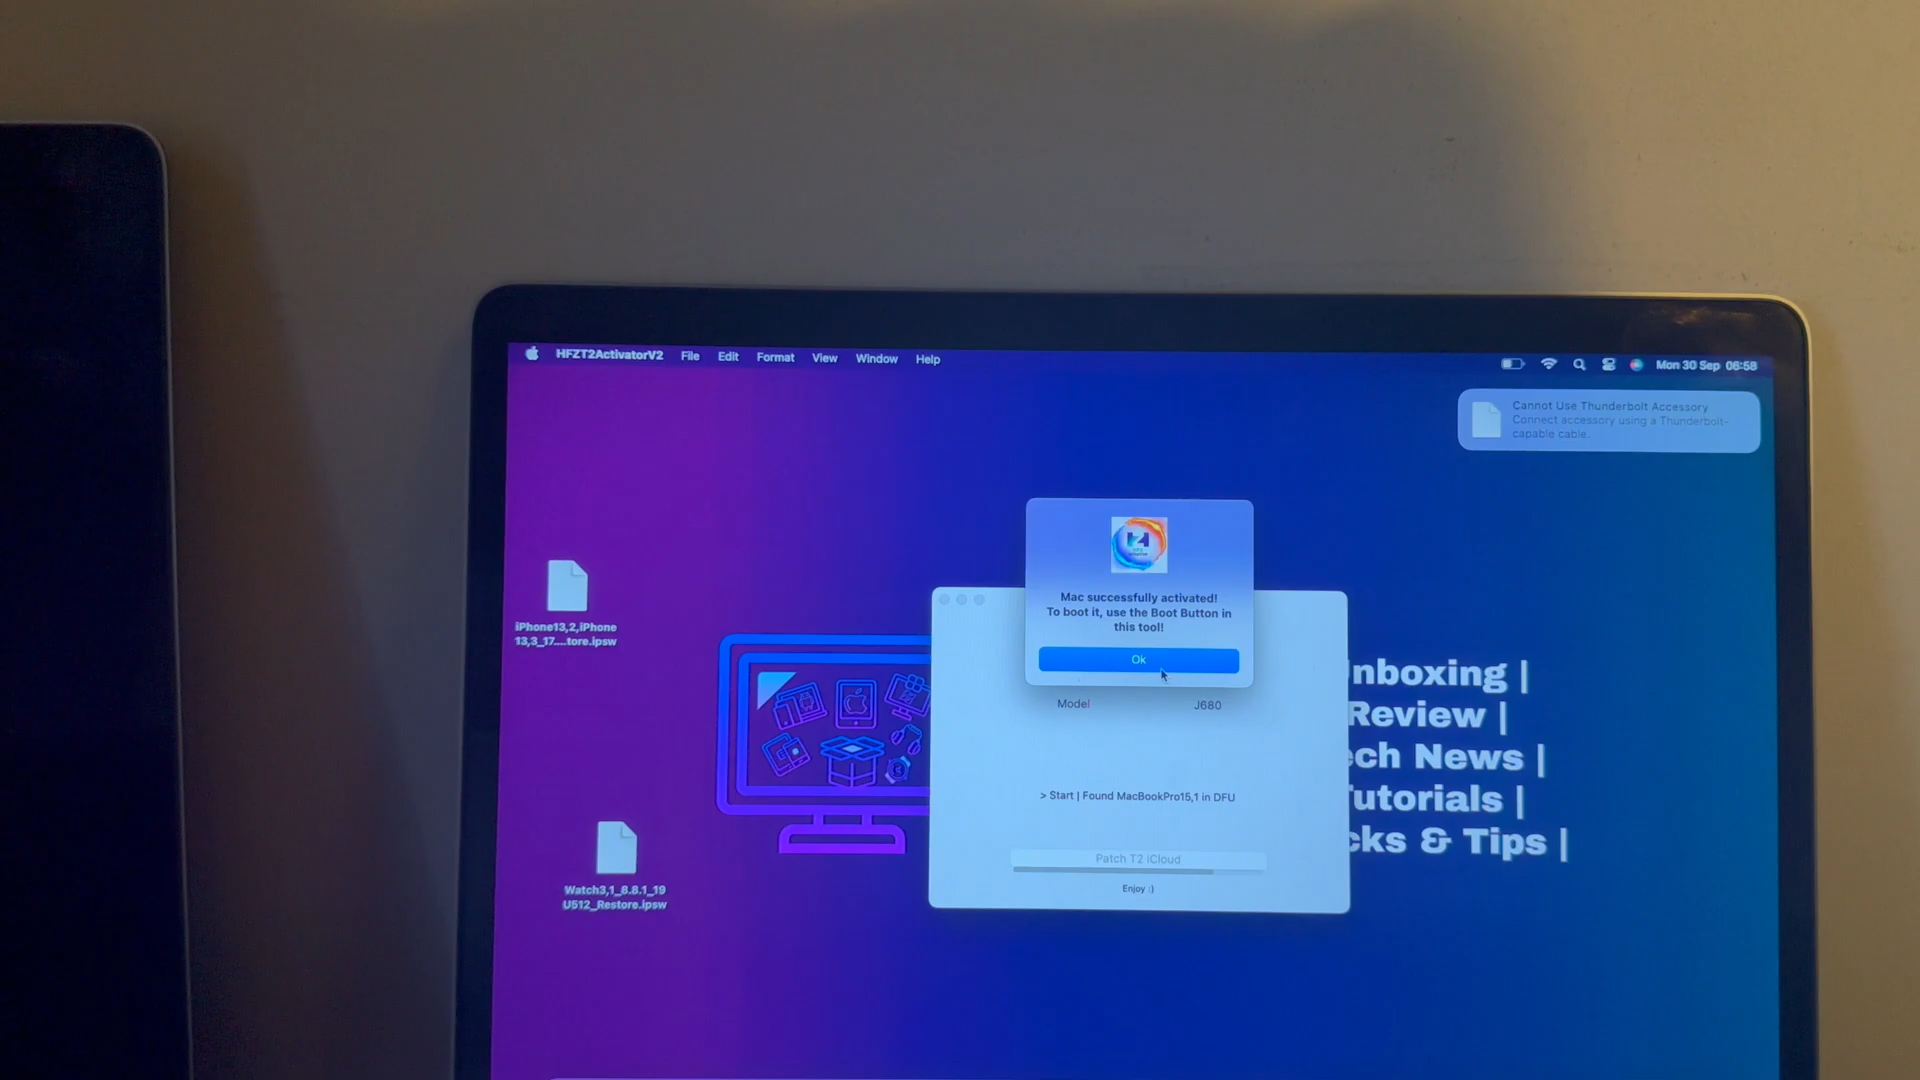 HFZT2ActivatorV2 File Edit Format View Window Help
Mon 30 Sep 06:58
Cannot Use Thunderbolt Accessory
Connect accessory using a Thunderbolt-
capable cable.
iPhone13,2,iPhone
13,3_17....tore.ipsw
Mac successfully activated!
To boot it, use the Boot Button in
this tool!
Ok
Model J680
> Start | Found MacBookPro15,1 in DFU
Patch T2 iCloud
Enjoy :)
nboxing |
Review |
ech News |
Tutorials |
cks & Tips |
Watch3,1_8.8.1_19
U512_Restore.ipsw